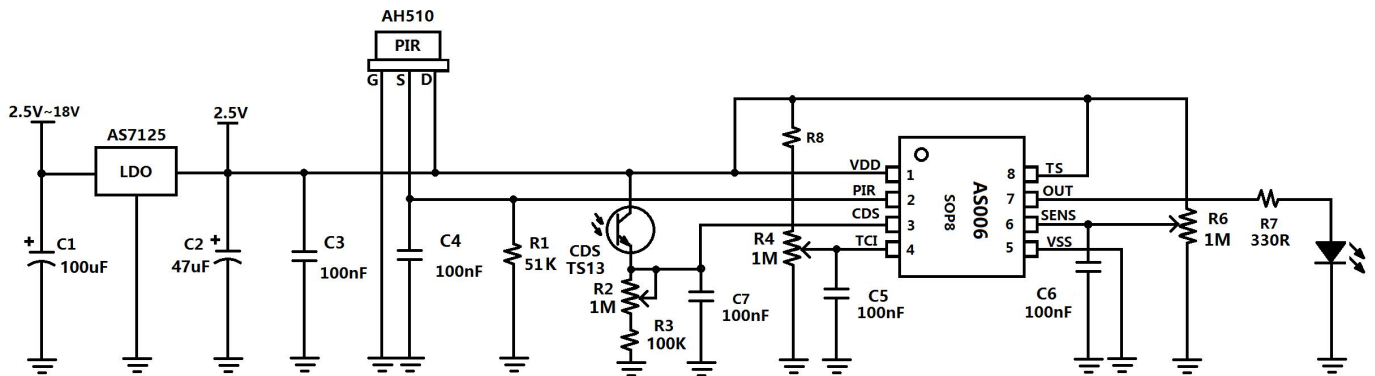 AH510
PIR
G S D
2.5V~18V
2.5V
AS7125
LDO
C1
100uF
C2
47uF
C3
100nF
C4
100nF
R1
51K
CDS
TS13
R2
1M
R3
100K
C7
100nF
R8
R4
1M
C5
100nF
VDD
PIR
CDS
TCI
1
2
3
4
AS006
SOP8
8
7
6
5
TS
OUT
SENS
VSS
C6
100nF
R6
1M
R7
330R